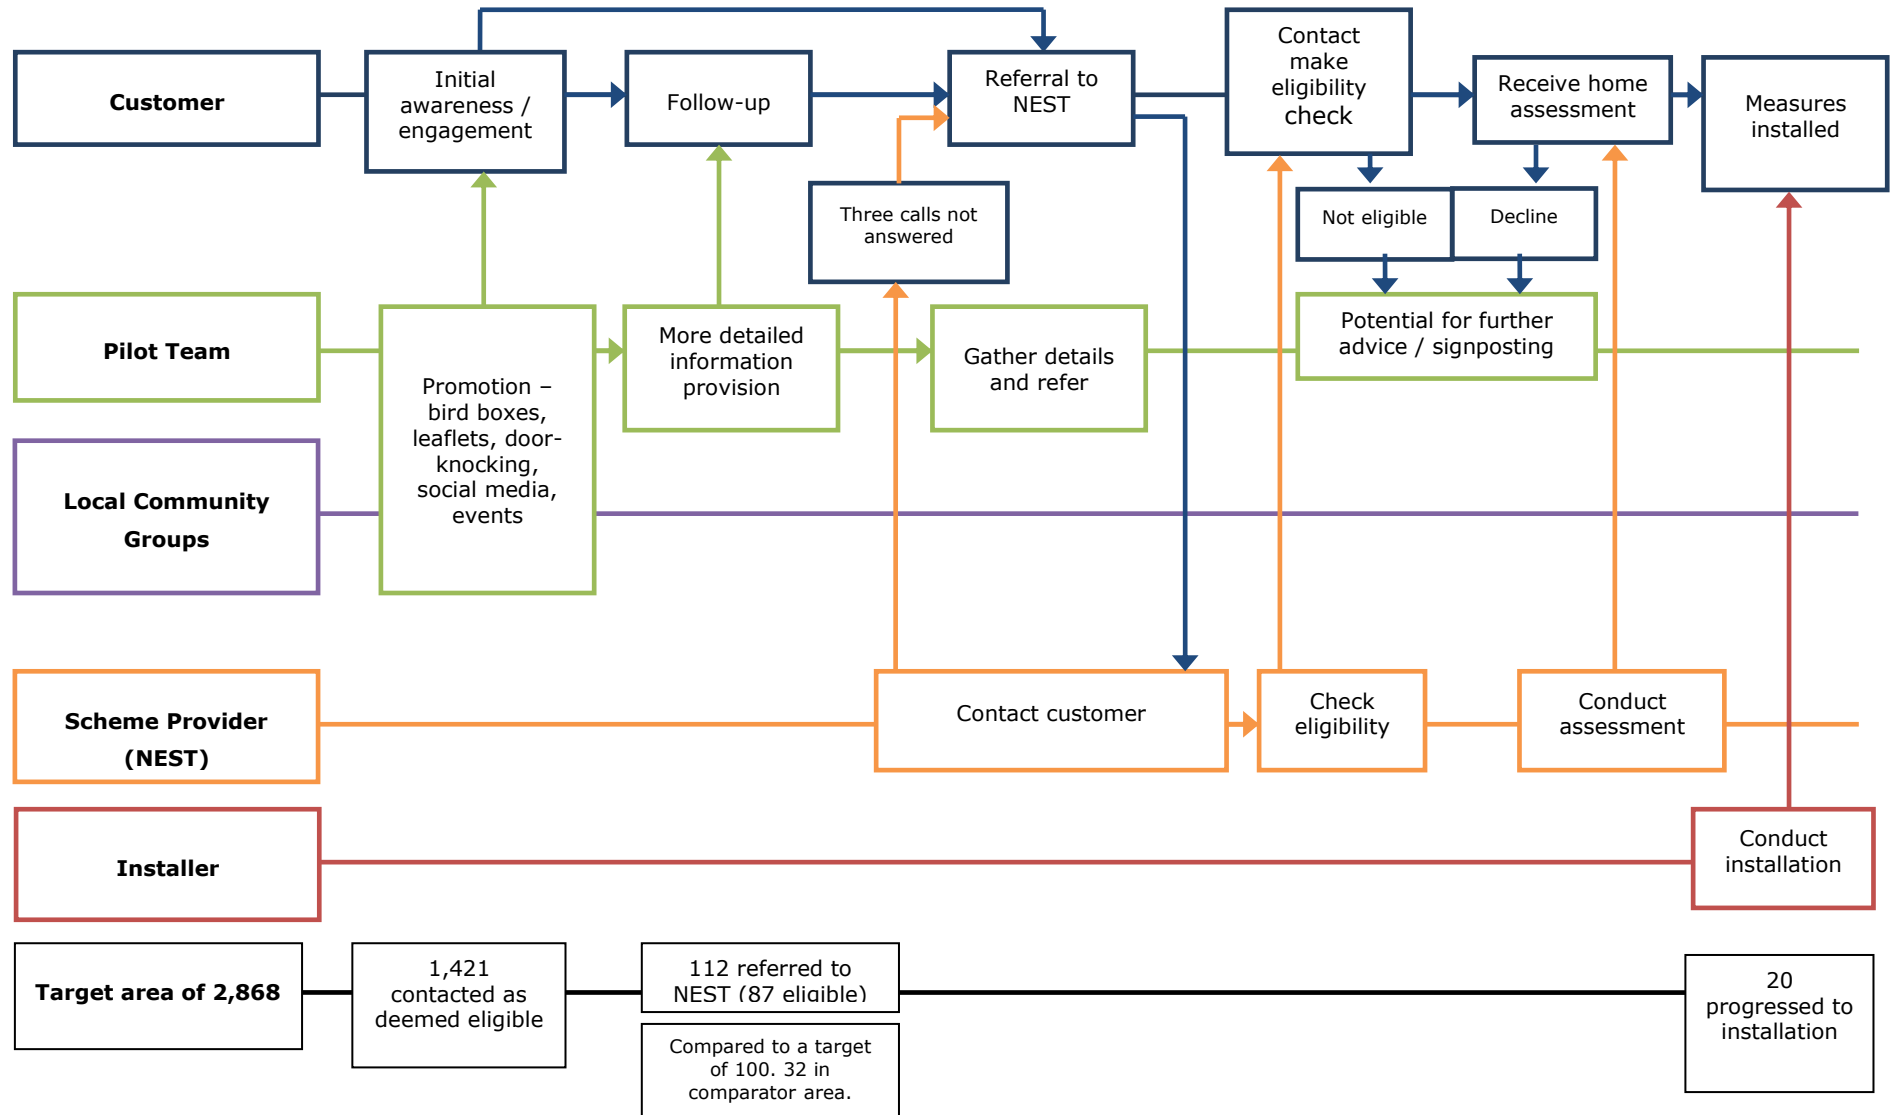 Customer
Initial
awareness /
engagement
Follow-up
Referral to
NEST
Contact
make
eligibility
check
Receive home
assessment
Measures
installed
Three calls not
answered
Not eligible
Decline
Pilot Team
Promotion –
bird boxes,
leaflets, door-
knocking,
social media,
events
More detailed
information
provision
Gather details
and refer
Potential for further
advice / signposting
Local Community
Groups
Scheme Provider
(NEST)
Contact customer
Check
eligibility
Conduct
assessment
Installer
Conduct
installation
Target area of 2,868
1,421
contacted as
deemed eligible
112 referred to
NEST (87 eligible)
Compared to a target
of 100. 32 in
comparator area.
20
progressed to
installation